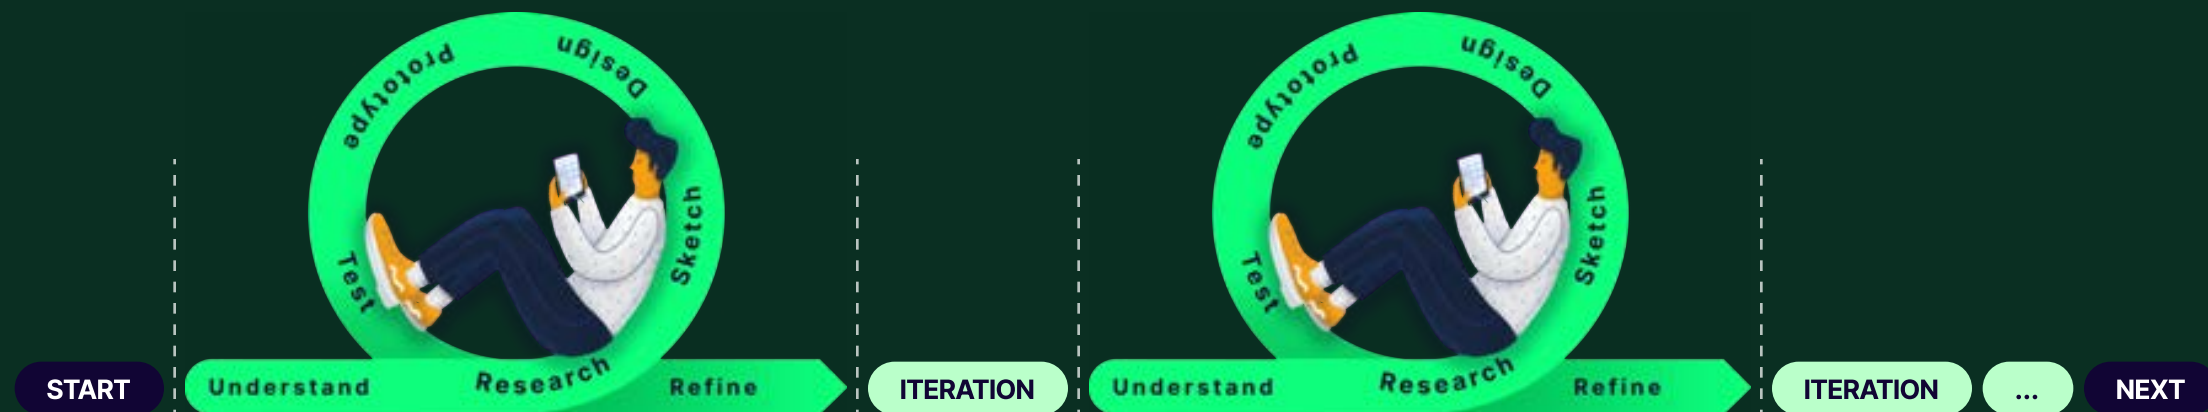 START
Understand
Research
Sketch
Design
Prototype
Test
Refine
ITERATION
Understand
Research
Sketch
Design
Prototype
Test
Refine
ITERATION
...
NEXT